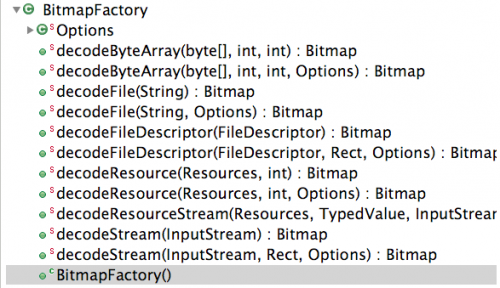 BitmapFactory
Options
decodeByteArray(byte[], int, int) : Bitmap
decodeByteArray(byte[], int, int, Options) : Bitmap
decodeFile(String) : Bitmap
decodeFile(String, Options) : Bitmap
decodeFileDescriptor(FileDescriptor) : Bitmap
decodeFileDescriptor(FileDescriptor, Rect, Options) : Bitmap
decodeResource(Resources, int) : Bitmap
decodeResource(Resources, int, Options) : Bitmap
decodeResourceStream(Resources, TypedValue, InputStream
decodeStream(InputStream) : Bitmap
decodeStream(InputStream, Rect, Options) : Bitmap
BitmapFactory()